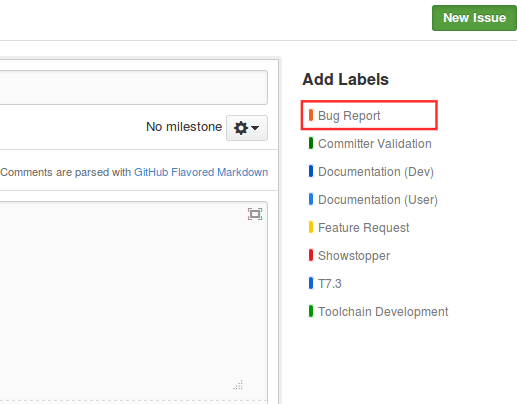 New Issue
Add Labels
Bug Report
No milestone
Committer Validation
Comments are parsed with GitHub Flavored Markdown
Documentation (Dev)
Documentation (User)
Feature Request
Showstopper
T7.3
Toolchain Development